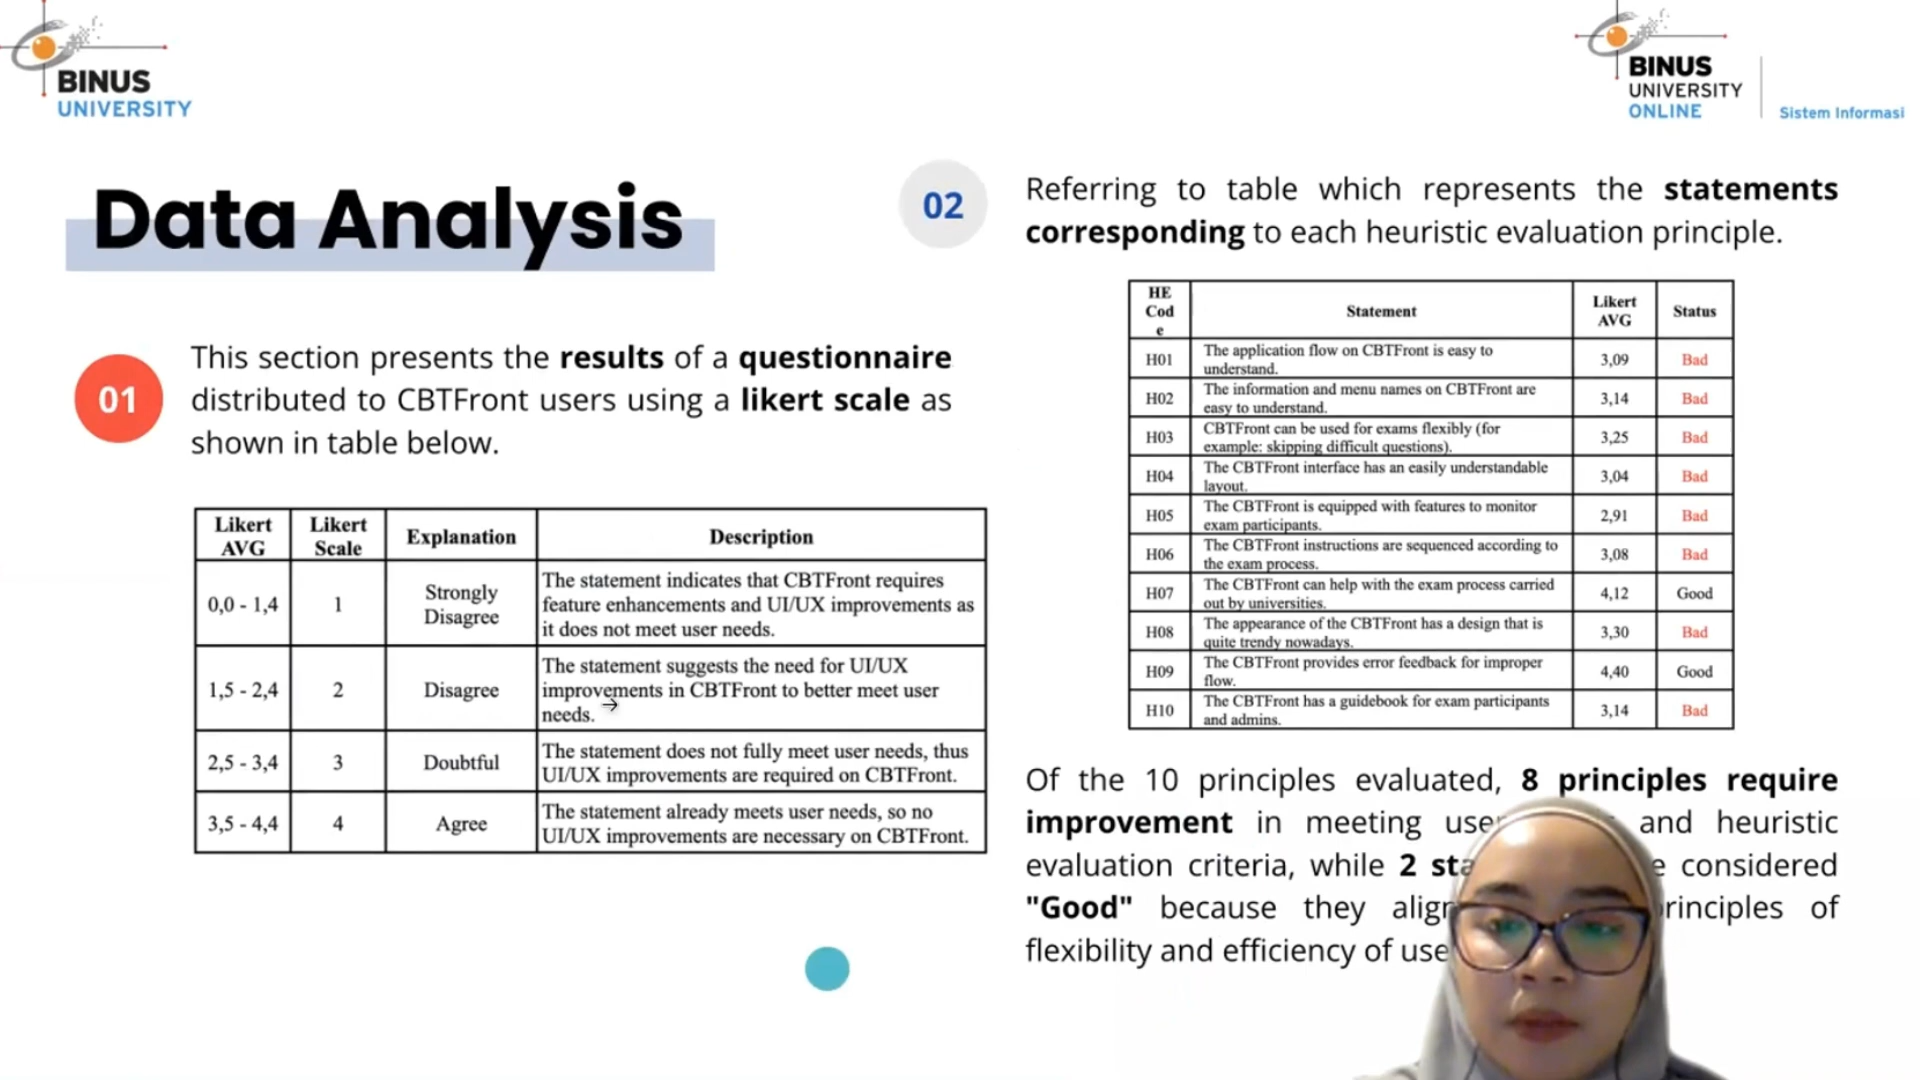 BINUS
UNIVERSITY
BINUS
UNIVERSITY
ONLINE
Sistem Informasi
Data Analysis
01
This section presents the results of a questionnaire
distributed to CBTFront users using a likert scale as
shown in table below.
Likert AVG Likert Scale Explanation Description
0,0 - 1,4 1 Strongly Disagree The statement indicates that CBTFront requires
feature enhancements and UI/UX improvements as
it does not meet user needs.
1,5 - 2,4 2 Disagree The statement suggests the need for UI/UX
improvements in CBTFront to better meet user
needs.
2,5 - 3,4 3 Doubtful The statement does not fully meet user needs, thus
UI/UX improvements are required on CBTFront.
3,5 - 4,4 4 Agree The statement already meets user needs, so no
UI/UX improvements are necessary on CBTFront.
02
Referring to table which represents the statements
corresponding to each heuristic evaluation principle.
HE Cod e Statement Likert AVG Status
H01 The application flow on CBTFront is easy to
understand. 3,09 Bad
H02 The information and menu names on CBTFront are
easy to understand. 3,14 Bad
H03 CBTFront can be used for exams flexibly (for
example: skipping difficult questions). 3,25 Bad
H04 The CBTFront interface has an easily understandable
layout. 3,04 Bad
H05 The CBTFront is equipped with features to monitor
exam participants. 2,91 Bad
H06 The CBTFront instructions are sequenced according to
the exam process. 3,08 Bad
H07 The CBTFront can help with the exam process carried
out by universities. 4,12 Good
H08 The appearance of the CBTFront has a design that is
quite trendy nowadays. 3,30 Bad
H09 The CBTFront provides error feedback for improper
flow. 4,40 Good
H10 The CBTFront has a guidebook for exam participants
and admins. 3,14 Bad
Of the 10 principles evaluated, 8 principles require
improvement in meeting and heuristic
evaluation criteria, while 2 considered
"Good" because they of
flexibility and efficiency of use